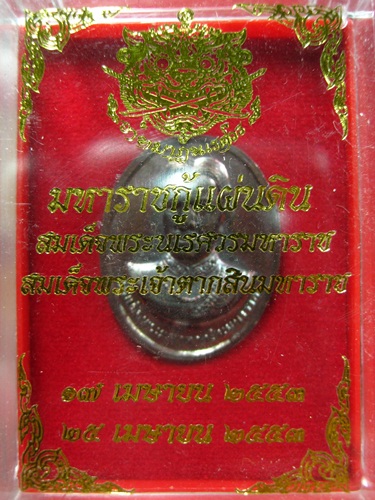 มหาราชกู้แผ่นดิน
สมเด็จพระนเรศวรมหาราช
สมเด็จพระเจ้าตากสินมหาราช
๑๗ เมษายน ๒๕๕๓
๒๕ เมษายน ๒๕๕๓